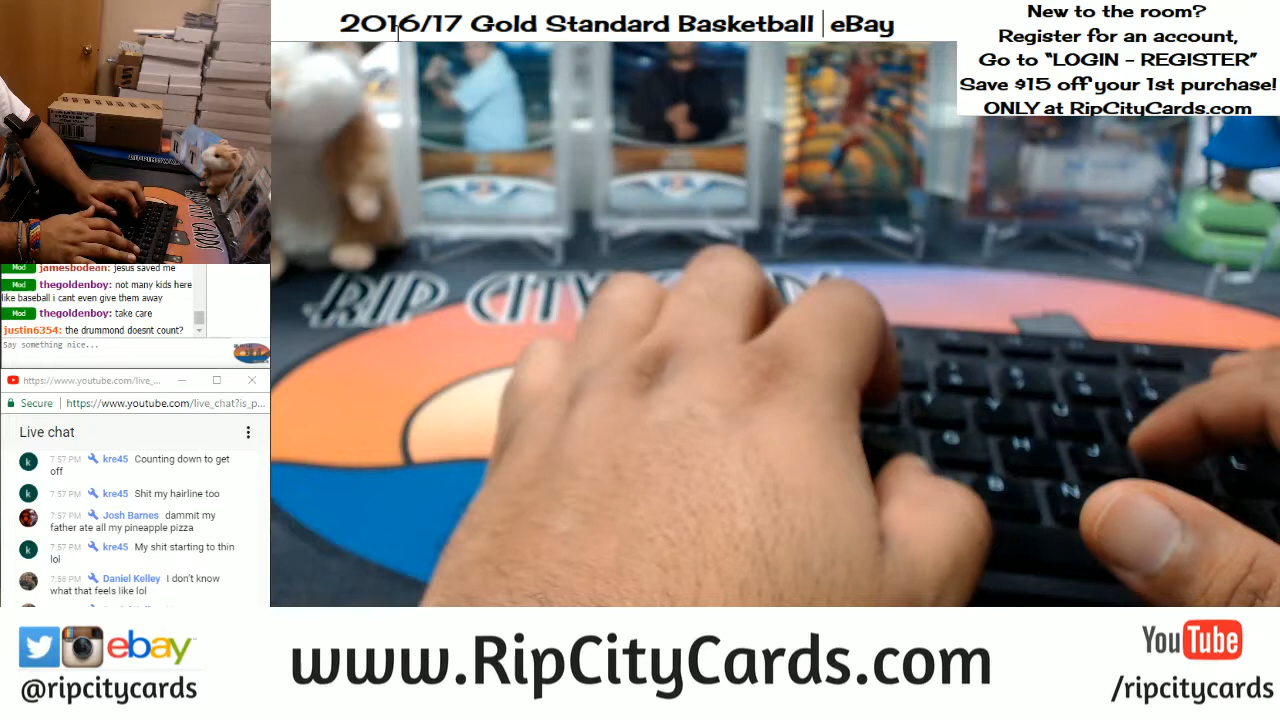 2016/17 Gold Standard Basketball | eBay
New to the room?
Register for an account,
Go to “LOGIN - REGISTER”
Save $15 off your 1st purchase!
ONLY at RipCityCards.com
Mod jamesbodean: jesus saved me
Mod thegoldenboy: not many kids here
like baseball i cant even give them away
Mod thegoldenboy: take care
justin6354: the drummond doesnt count?
Say something nice...
https://www.youtube.com/live_...
Secure https://www.youtube.com/live_chat?is_p...
Live chat
k 7:57 PM kre45 Counting down to get
off
k 7:57 PM kre45 Shit my hairline too
7:57 PM Josh Barnes dammit my
father ate all my pineapple pizza
k 7:57 PM kre45 My shit starting to thin
lol
7:58 PM Daniel Kelley I don't know
what that feels like lol
RIP CITY
ebay
@ripcitycards
www.RipCityCards.com
YouTube
/ripcitycards